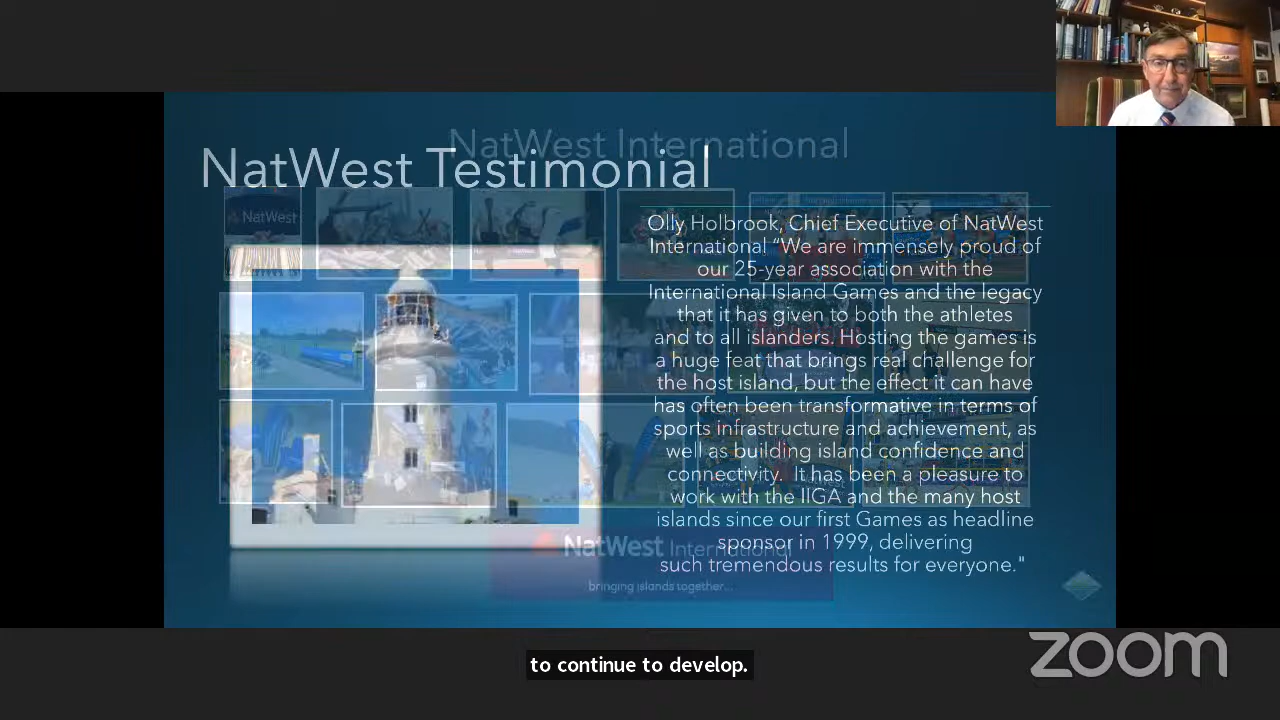 NatWest International
NatWest Testimonial
NatWest
Olly Holbrook, Chief Executive of NatWest
International “We are immensely proud of
our 25-year association with the
International Island Games and the legacy
that it has given to both the athletes
and to all islanders. Hosting the games is
a huge feat that brings real challenge for
the host island, but the effect it can have
has often been transformative in terms of
sports infrastructure and achievement, as
well as building island confidence and
connectivity. It has been a pleasure to
work with the IIGA and the many host
islands since our first Games as headline
sponsor in 1999, delivering
such tremendous results for everyone."
NatWest International
bringing islands together...
to continue to develop.
zoom